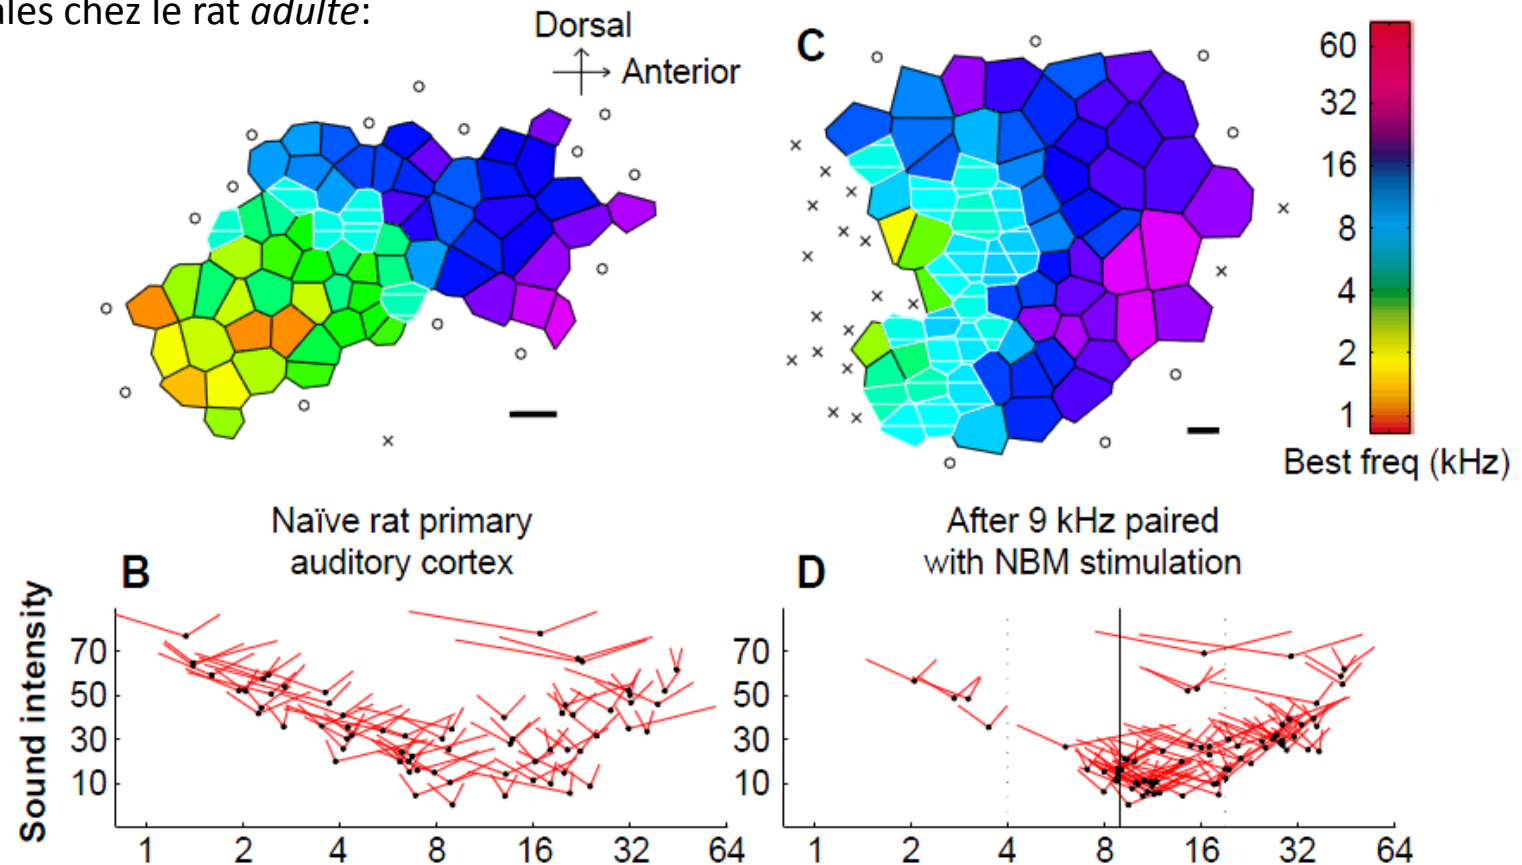 ales chez le rat adulte:
Dorsal
Anterior
C
60
32
16
8
4
2
1
Best freq (kHz)
Naïve rat primary
auditory cortex
After 9 kHz paired
with NBM stimulation
B
D
Sound intensity
70
50
30
10
70
50
30
10
1 2 4 8 16 32 64
1 2 4 8 16 32 64